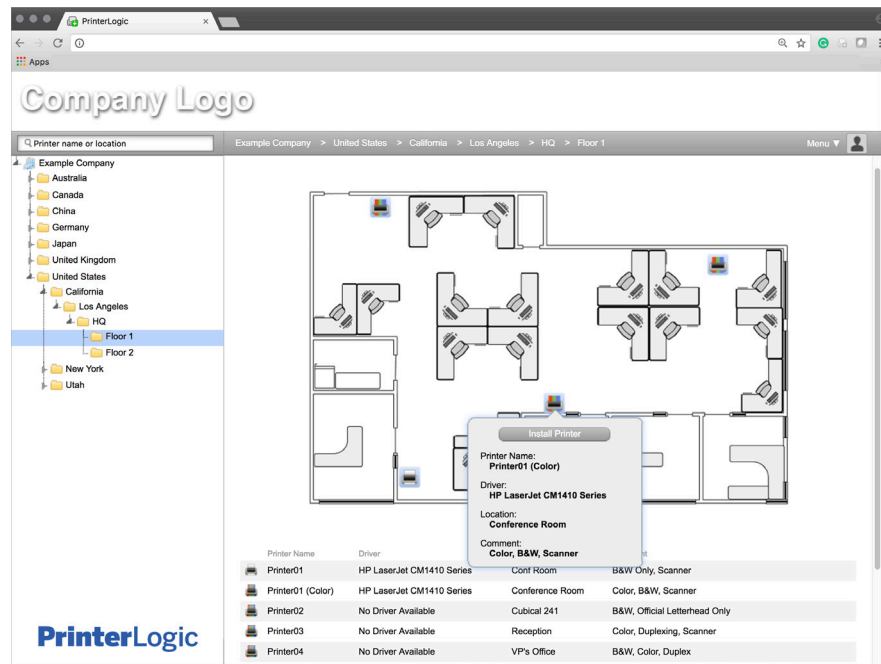 PrinterLogic
Apps
Company Logo
Printer name or location
Example Company > United States > California > Los Angeles > HQ > Floor 1
Menu ▼
Example Company
Australia
Canada
China
Germany
Japan
United Kingdom
United States
California
Los Angeles
HQ
Floor 1
Floor 2
New York
Utah
Install Printer
Printer Name:
Printer01 (Color)
Driver:
HP LaserJet CM1410 Series
Location:
Conference Room
Comment:
Color, B&W, Scanner
Printer Name Driver
Printer01 HP LaserJet CM1410 Series Conf Room B&W Only, Scanner
Printer01 (Color) HP LaserJet CM1410 Series Conference Room Color, B&W, Scanner
Printer02 No Driver Available Cubical 241 B&W, Official Letterhead Only
Printer03 No Driver Available Reception Color, Duplexing, Scanner
Printer04 No Driver Available VP's Office B&W, Color, Duplex
PrinterLogic